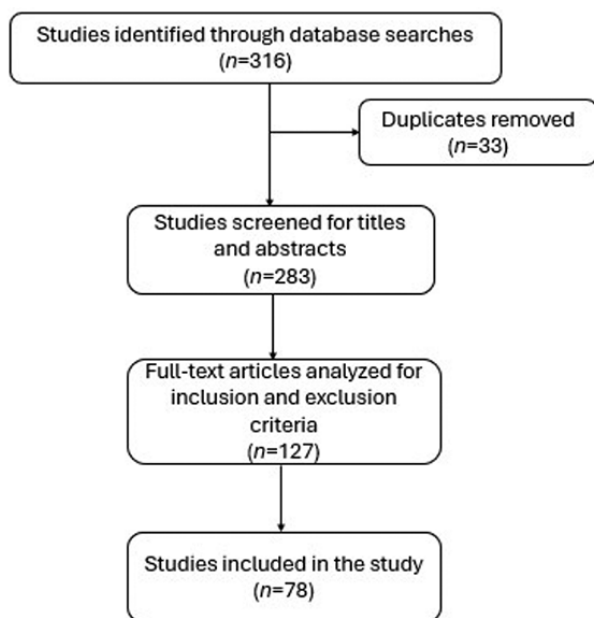 Studies identified through database searches
(n=316)
Duplicates removed
(n=33)
Studies screened for titles
and abstracts
(n=283)
Full-text articles analyzed for
inclusion and exclusion
criteria
(n=127)
Studies included in the study
(n=78)